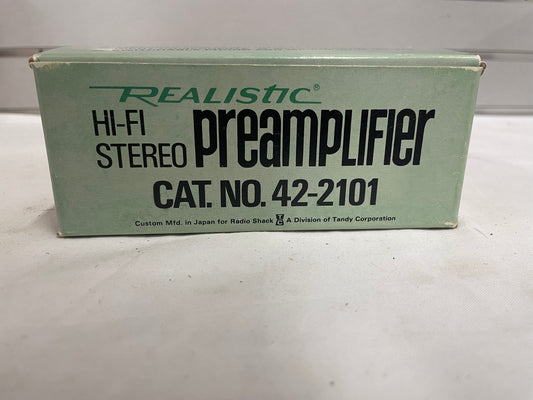 REALISTIC®
HI-FI STEREO PREAMPLIFIER
CAT. NO. 42-2101
Custom Mfd. in Japan for Radio Shack TC A Division of Tandy Corporation